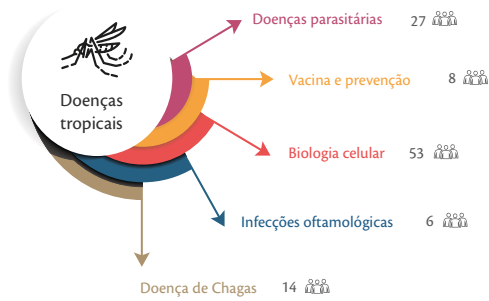 Doenças parasitárias 27
Vacina e prevenção 8
Doenças
tropicais
Biologia celular 53
Infecções oftamológicas 6
Doença de Chagas 14